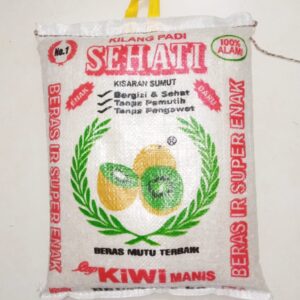 KILANG PADI
No.1
SEHATI
100%
ALAMI
KISARAN SUMUT
ENAK
Bergizi & Sehat
Tanpa Pemutih
Tanpa Pengawet
BERAS IR SUPER ENAK
BERAS IR SUPER ENAK
®
BERAS MUTU TERBAIK
KiWi MANIS